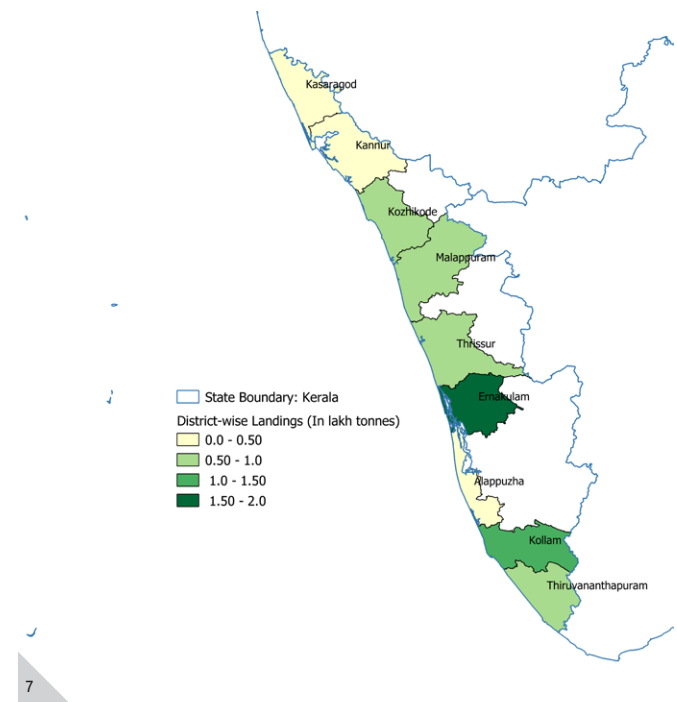 Kasaragod
Kannur
Kozhikode
Malappuram
Thrissur
Ernakulam
State Boundary: Kerala
District-wise Landings (In lakh tonnes)
0.0 - 0.50
0.50 - 1.0
1.0 - 1.50
1.50 - 2.0
Alappuzha
Kollam
Thiruvananthapuram
7